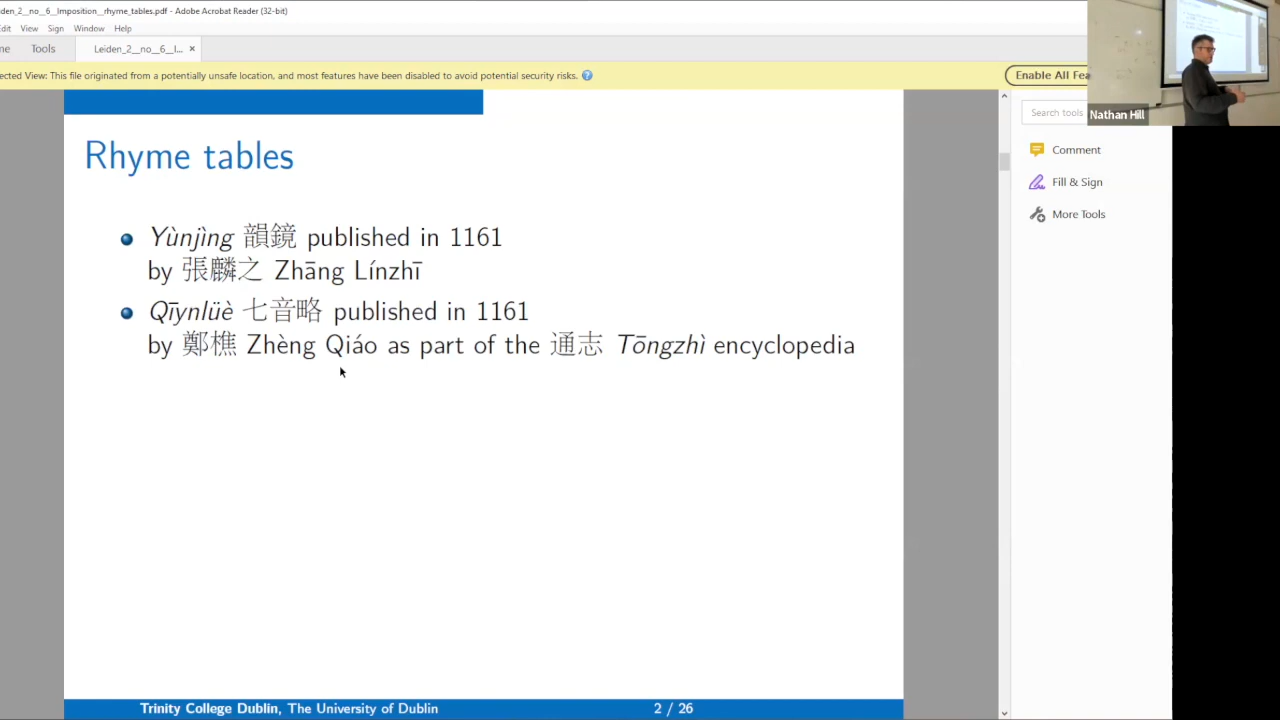 den_2__no__6__Imposition__rhyme_tables.pdf - Adobe Acrobat Reader (32-bit)
Edit View Sign Window Help
me Tools Leiden_2__no__6__I... ×
ected View: This file originated from a potentially unsafe location, and most features have been disabled to avoid potential security risks. ?
Enable All Fea
Search tools
Nathan Hill
Comment
Fill & Sign
More Tools
Rhyme tables
Yùnjìng 韻鏡 published in 1161
by 張麟之 Zhāng Línzhī
Qīynlüè 七音略 published in 1161
by 鄭樵 Zhèng Qiáo as part of the 通志 Tōngzhì encyclopedia
Trinity College Dublin, The University of Dublin
2 / 26